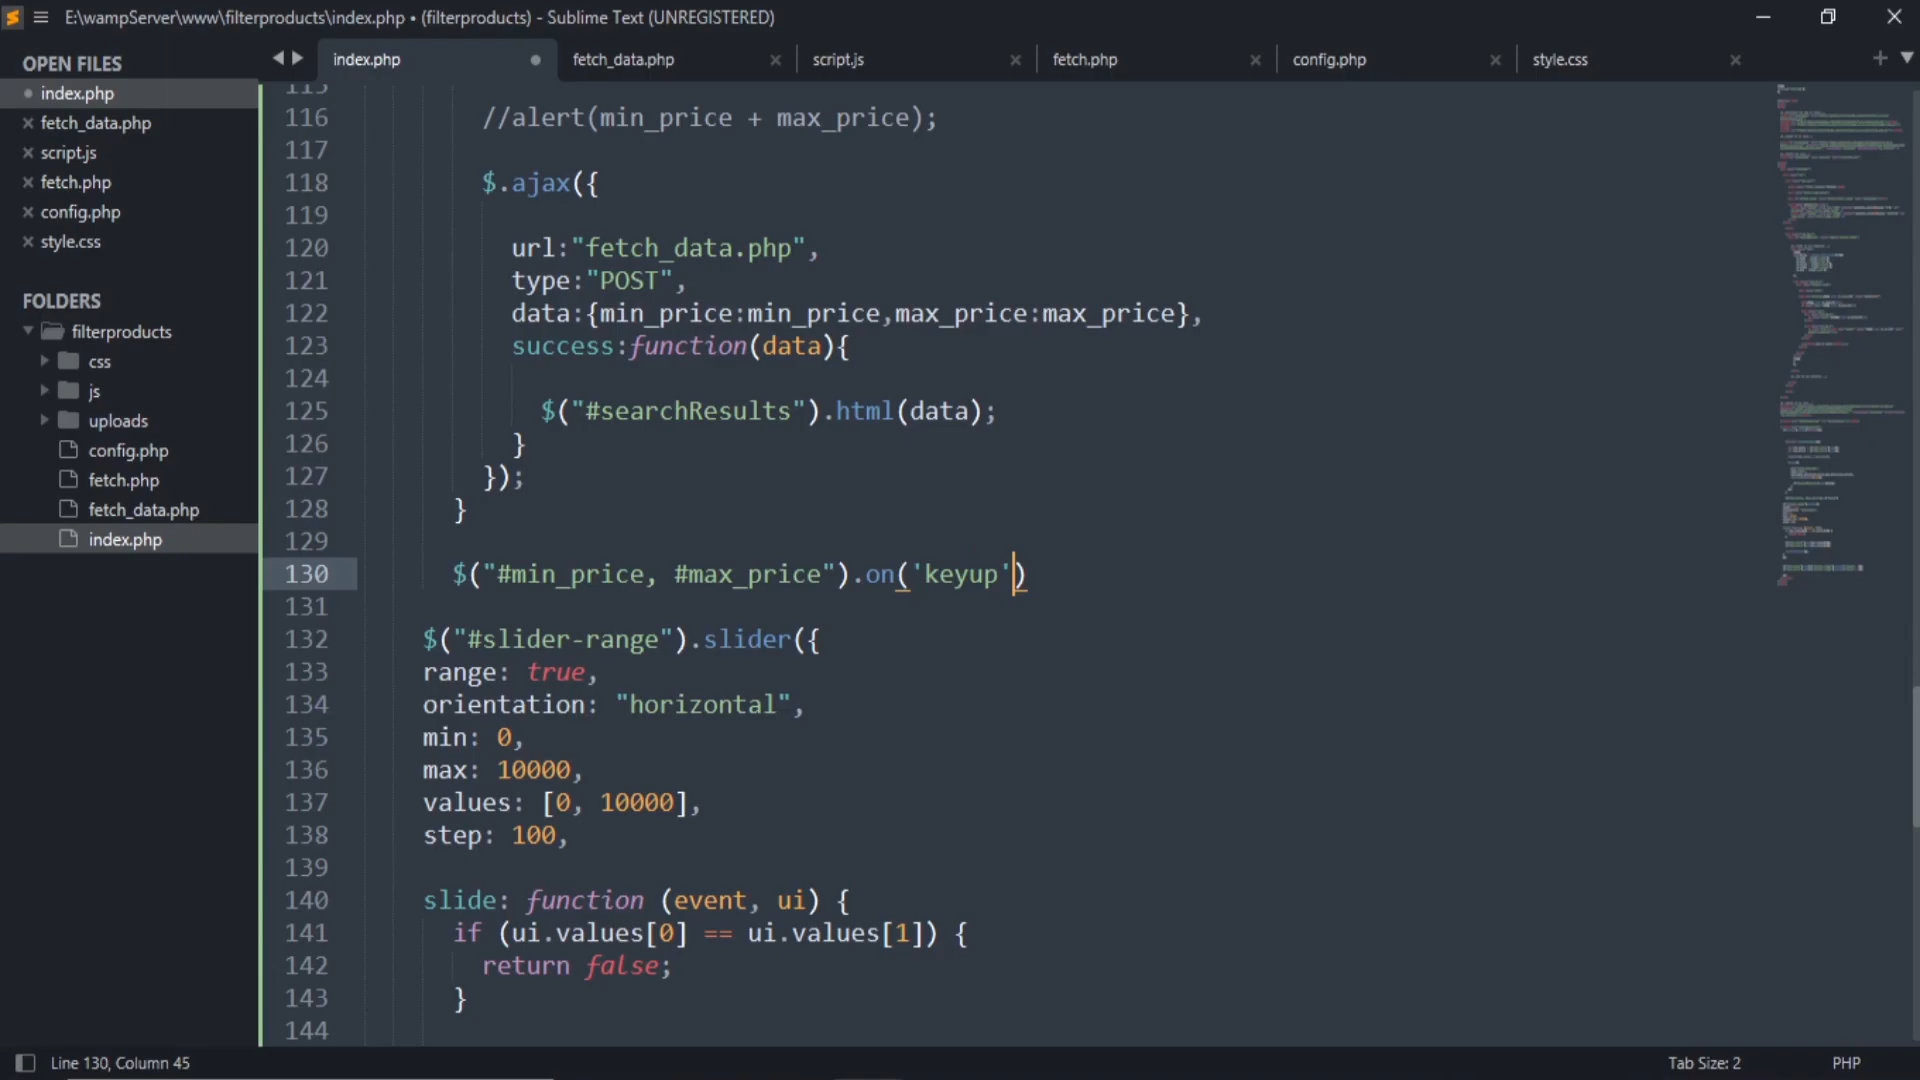 E:\wampServer\www\filterproducts\index.php • (filterproducts) - Sublime Text (UNREGISTERED)
OPEN FILES
index.php
fetch_data.php
script.js
fetch.php
config.php
style.css
FOLDERS
filterproducts
css
js
uploads
config.php
fetch.php
fetch_data.php
index.php
index.php
fetch_data.php
script.js
fetch.php
config.php
style.css
115
116 //alert(min_price + max_price);
117
118 $.ajax({
119
120 url:"fetch_data.php",
121 type:"POST",
122 data:{min_price:min_price,max_price:max_price},
123 success:function(data){
124
125 $("#searchResults").html(data);
126 }
127 });
128 }
129
130 $("#min_price, #max_price").on('keyup')
131
132 $("#slider-range").slider({
133 range: true,
134 orientation: "horizontal",
135 min: 0,
136 max: 10000,
137 values: [0, 10000],
138 step: 100,
139
140 slide: function (event, ui) {
141 if (ui.values[0] == ui.values[1]) {
142 return false;
143 }
144
Line 130, Column 45
Tab Size: 2
PHP